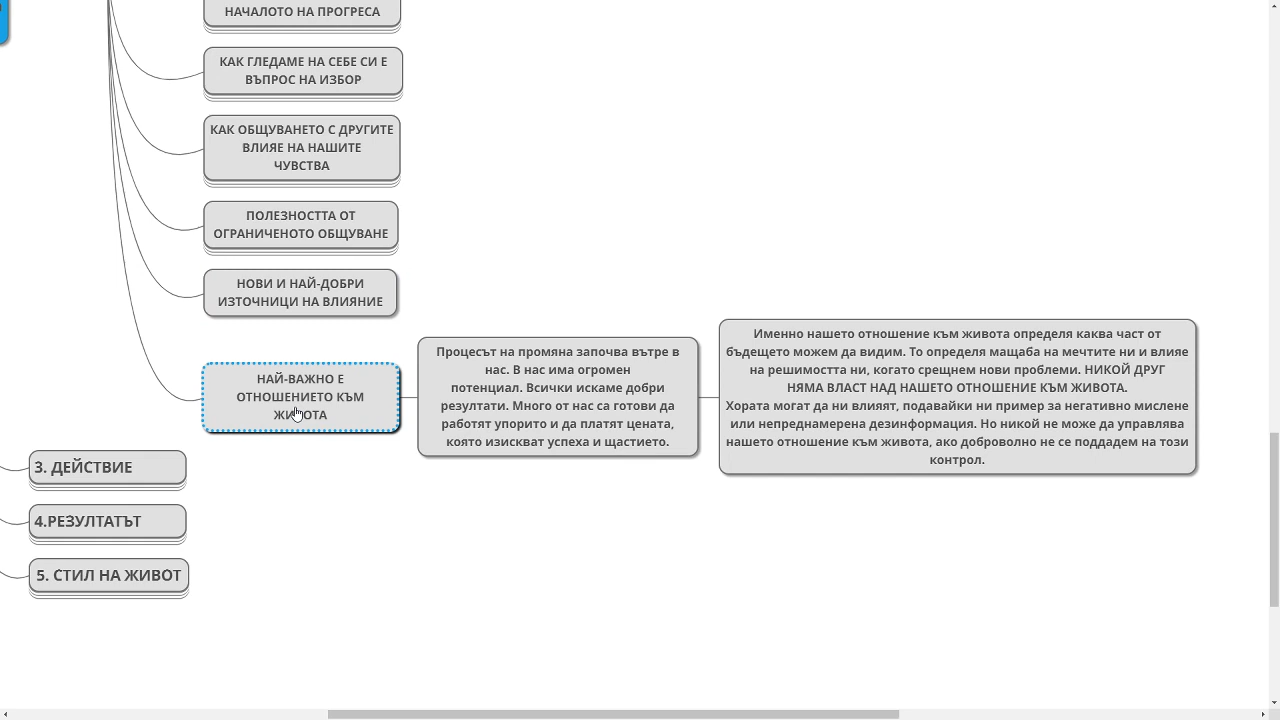 НАЧАЛОТО НА ПРОГРЕСА
КАК ГЛЕДАМЕ НА СЕБЕ СИ Е
ВЪПРОС НА ИЗБОР
КАК ОБЩУВАНЕТО С ДРУГИТЕ
ВЛИЯЕ НА НАШИТЕ
ЧУВСТВА
ПОЛЕЗНОСТТА ОТ
ОГРАНИЧЕНОТО ОБЩУВАНЕ
НОВИ И НАЙ-ДОБРИ
ИЗТОЧНИЦИ НА ВЛИЯНИЕ
НАЙ-ВАЖНО Е
ОТНОШЕНИЕТО КЪМ
ЖИВОТА
Процесът на промяна започва вътре в
нас. В нас има огромен
потенциал. Всички искаме добри
резултати. Много от нас са готови да
работят упорито и да платят цената,
която изискват успеха и щастието.
Именно нашето отношение към живота определя каква част от
бъдещето можем да видим. То определя мащаба на мечтите ни и влияе
на решимостта ни, когато срещнем нови проблеми. НИКОЙ ДРУГ
НЯМА ВЛАСТ НАД НАШЕТО ОТНОШЕНИЕ КЪМ ЖИВОТА.
Хората могат да ни влияят, подавайки ни пример за негативно мислене
или непреднамерена дезинформация. Но никой не може да управлява
нашето отношение към живота, ако доброволно не се поддадем на този
контрол.
3. ДЕЙСТВИЕ
4.РЕЗУЛТАТЪТ
5. СТИЛ НА ЖИВОТ